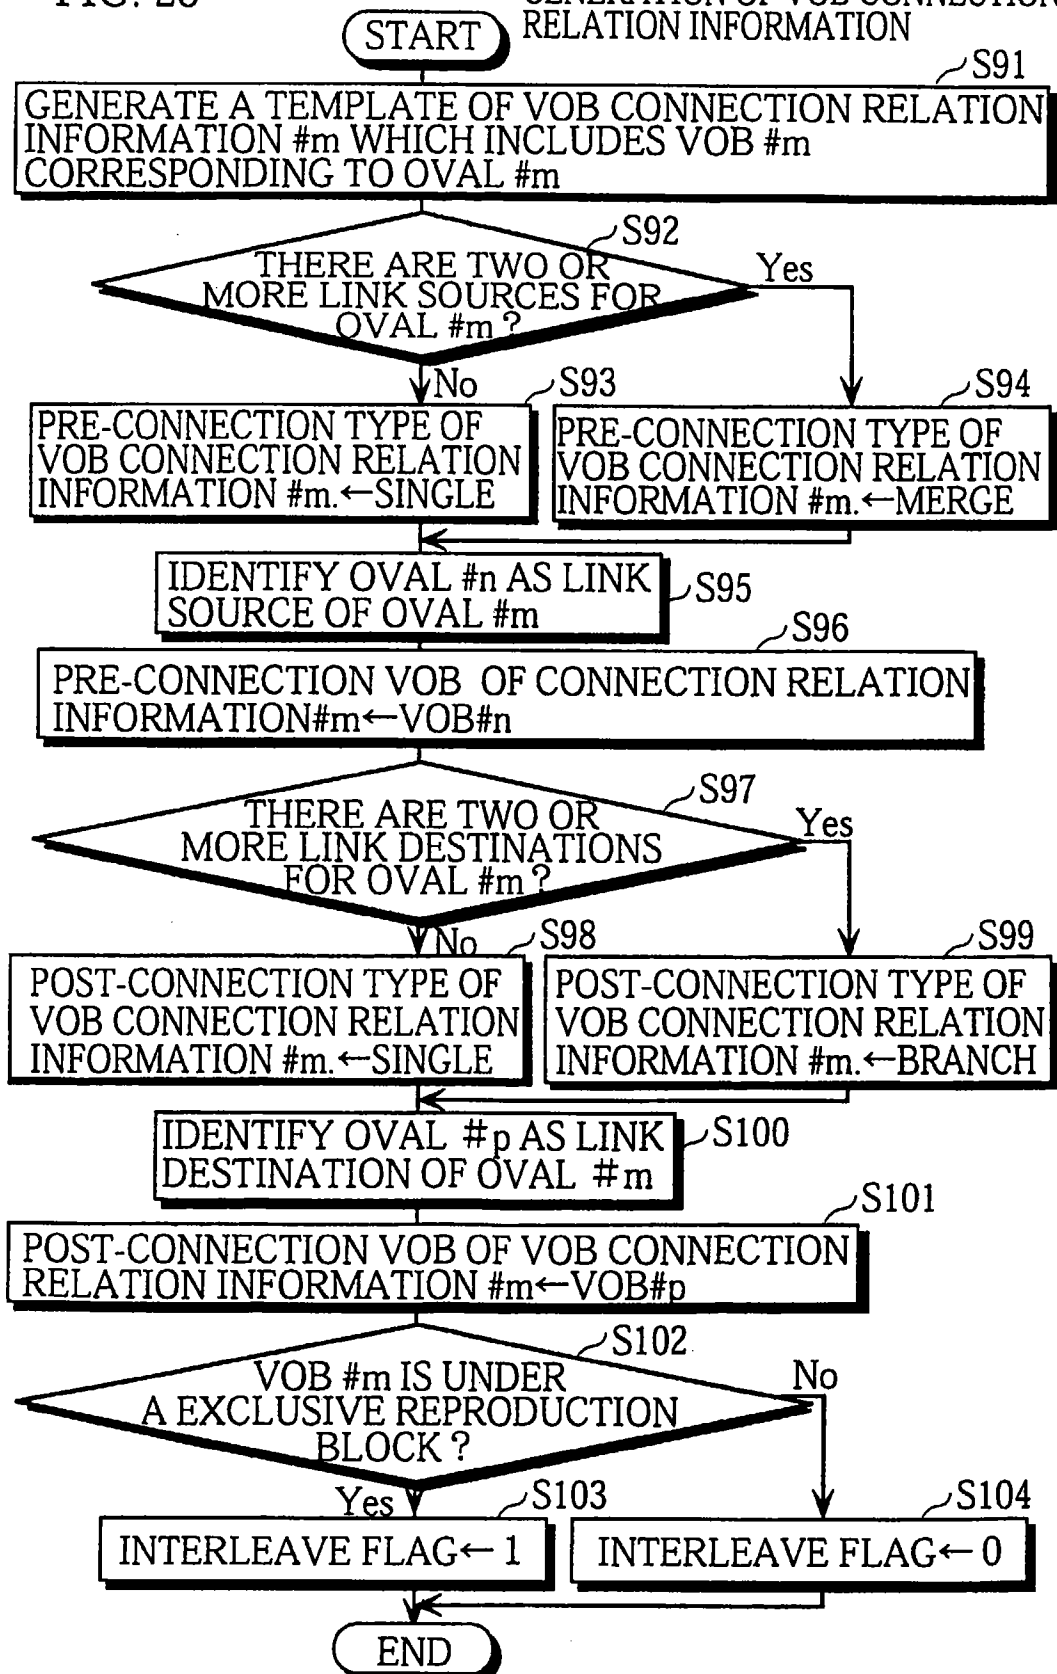 START
RELATION INFORMATION
S91
GENERATE A TEMPLATE OF VOB CONNECTION RELATION
INFORMATION #m WHICH INCLUDES VOB #m
CORRESPONDING TO OVAL #m
S92
THERE ARE TWO OR
MORE LINK SOURCES FOR
OVAL #m ?
Yes
No
S93
PRE-CONNECTION TYPE OF
VOB CONNECTION RELATION
INFORMATION #m.←SINGLE
S94
PRE-CONNECTION TYPE OF
VOB CONNECTION RELATION
INFORMATION #m.←MERGE
IDENTIFY OVAL #n AS LINK
SOURCE OF OVAL #m
S95
S96
PRE-CONNECTION VOB OF CONNECTION RELATION
INFORMATION#m←VOB#n
S97
THERE ARE TWO OR
MORE LINK DESTINATIONS
FOR OVAL #m ?
Yes
No
S98
POST-CONNECTION TYPE OF
VOB CONNECTION RELATION
INFORMATION #m.←SINGLE
S99
POST-CONNECTION TYPE OF
VOB CONNECTION RELATION
INFORMATION #m.←BRANCH
IDENTIFY OVAL #p AS LINK
DESTINATION OF OVAL #m
S100
S101
POST-CONNECTION VOB OF VOB CONNECTION
RELATION INFORMATION #m←VOB#p
S102
VOB #m IS UNDER
A EXCLUSIVE REPRODUCTION
BLOCK ?
No
Yes
S103
INTERLEAVE FLAG← 1
S104
INTERLEAVE FLAG← 0
END